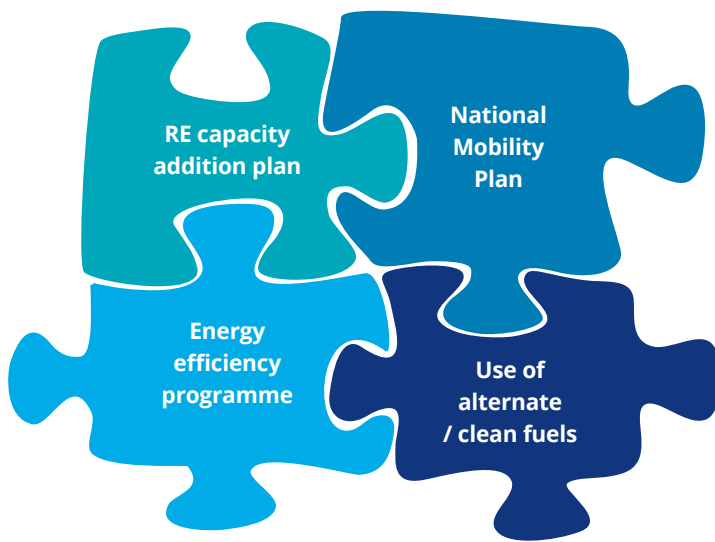 RE capacity
addition plan
National
Mobility
Plan
Energy
efficiency
programme
Use of
alternate
/ clean fuels